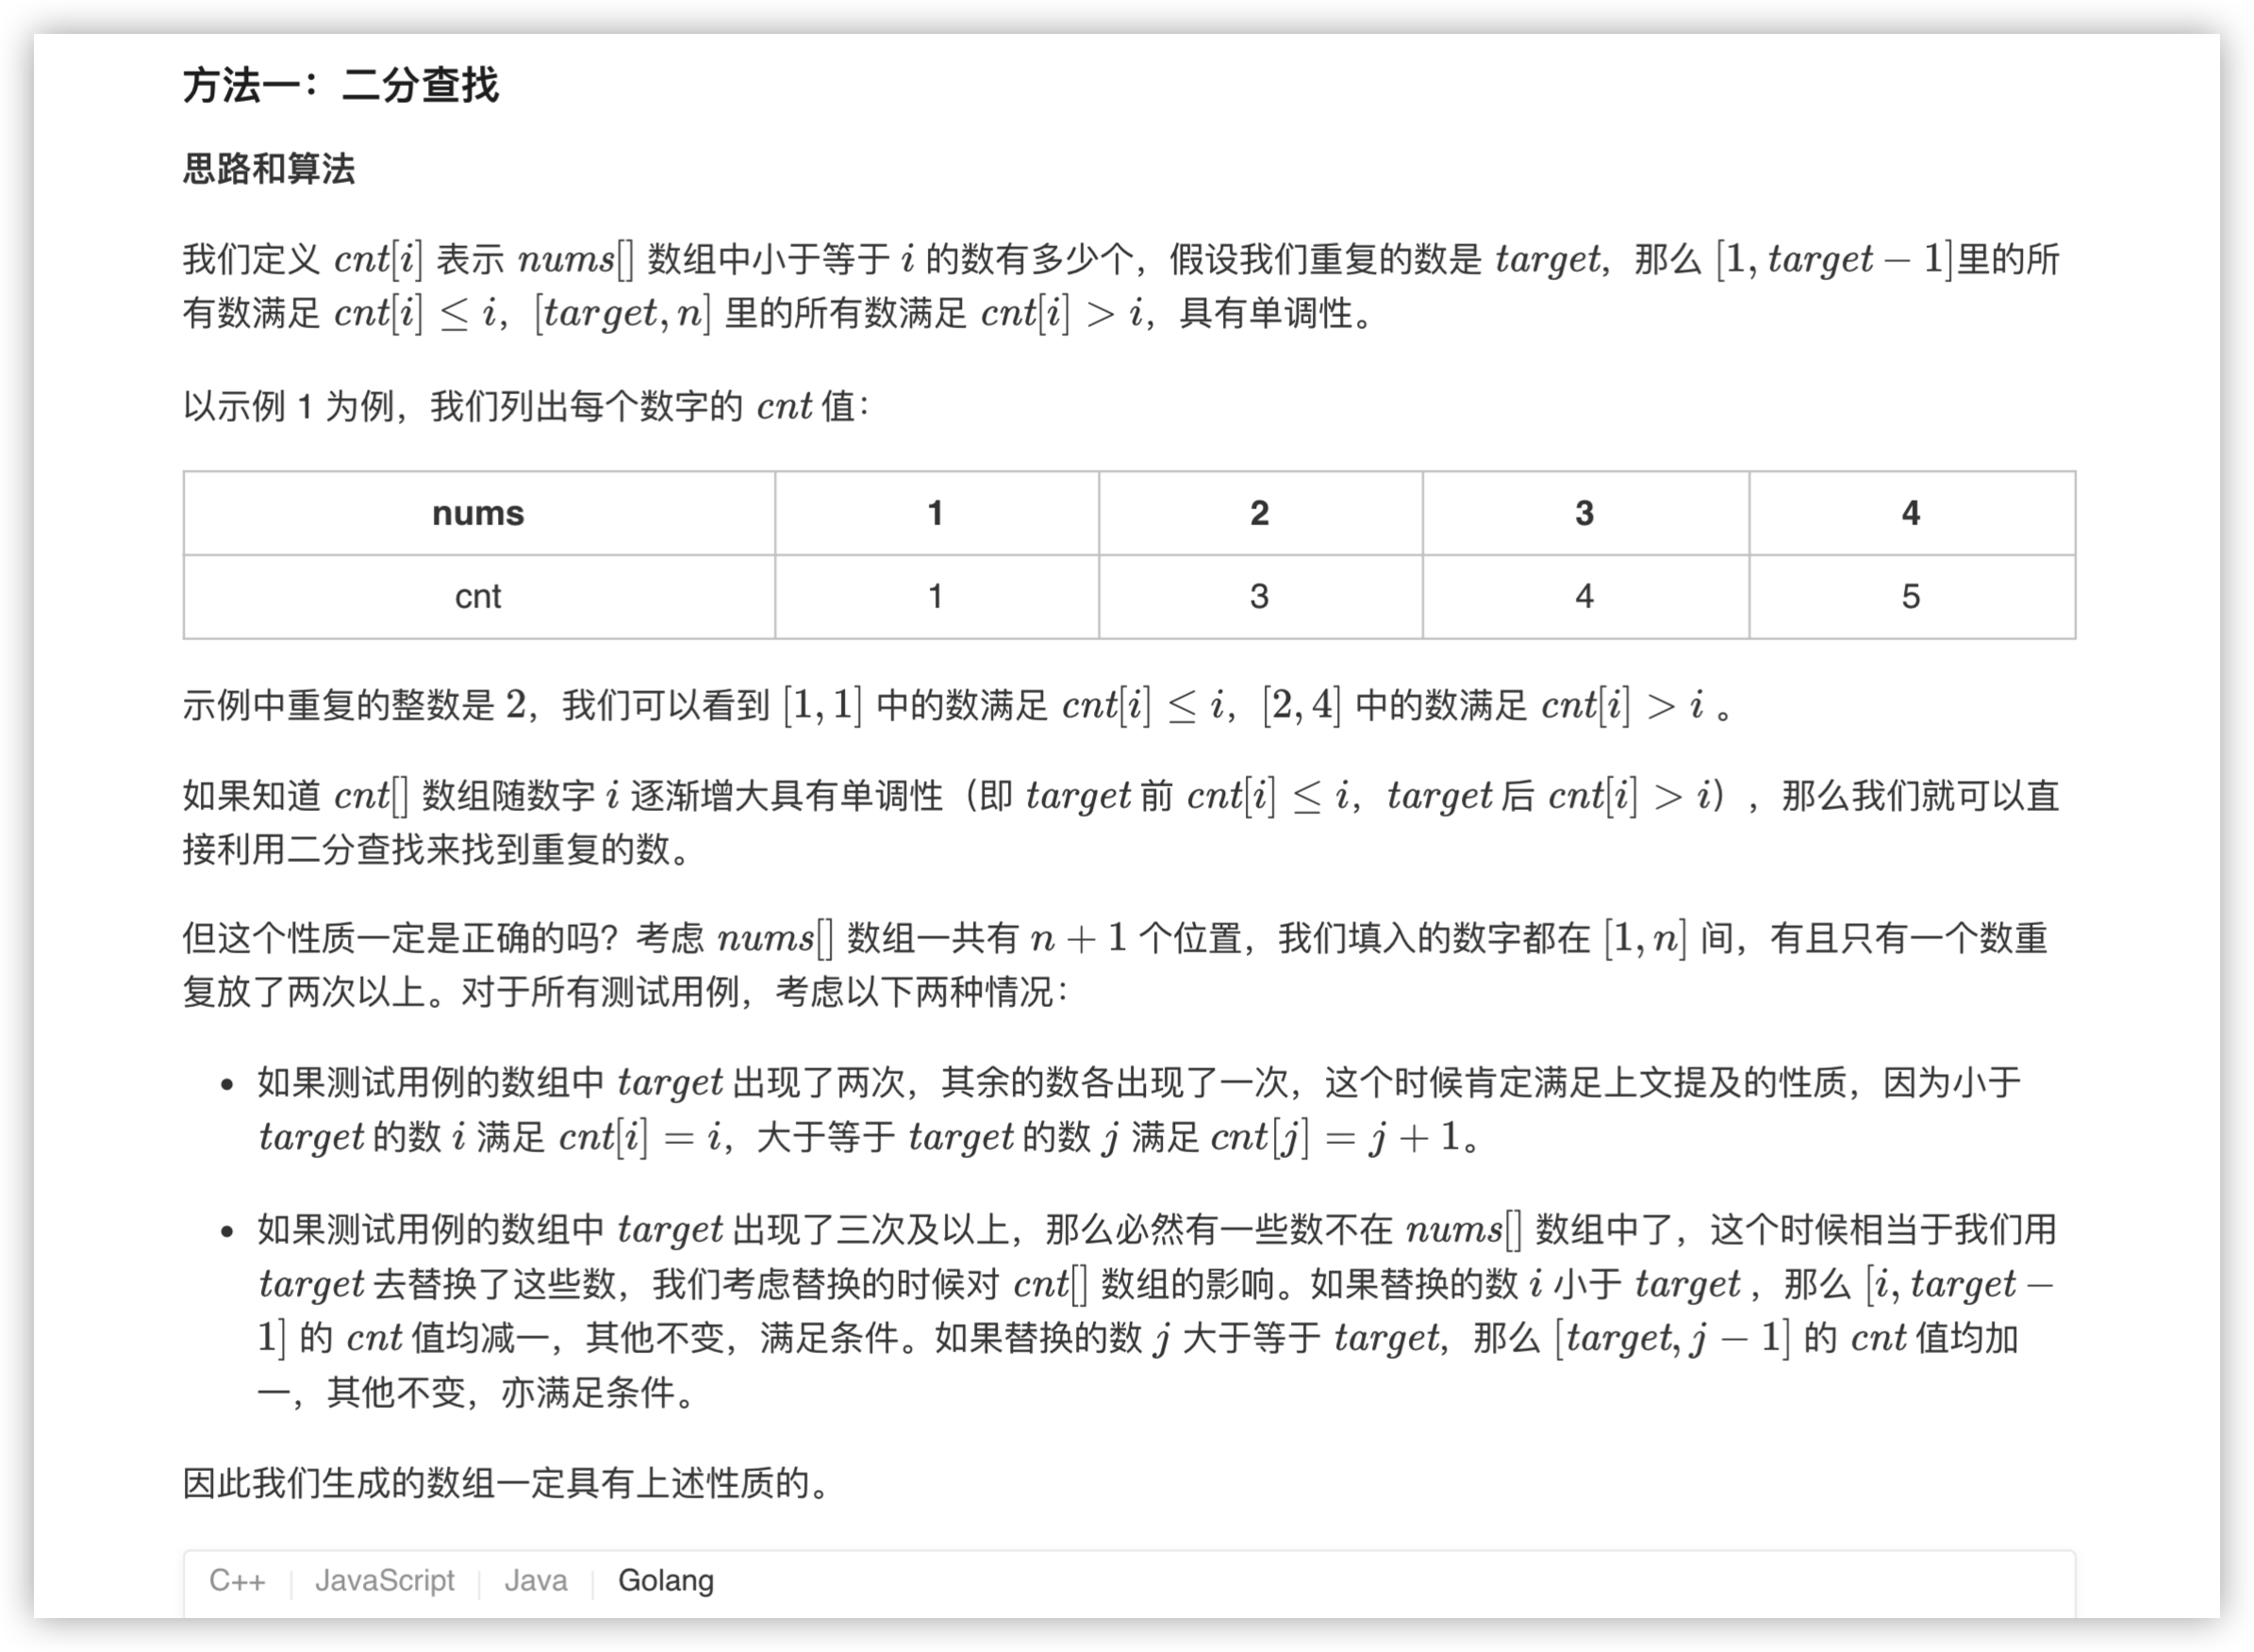 方法一：二分查找
思路和算法
我们定义 cnt[i] 表示 nums[] 数组中小于等于 i 的数有多少个，假设我们重复的数是 target，那么 [1, target − 1]里的所
有数满足 cnt[i] ≤ i，[target, n] 里的所有数满足 cnt[i] > i，具有单调性。
以示例 1 为例，我们列出每个数字的 cnt 值：
nums 1 2 3 4
cnt 1 3 4 5
示例中重复的整数是 2，我们可以看到 [1, 1] 中的数满足 cnt[i] ≤ i，[2, 4] 中的数满足 cnt[i] > i 。
如果知道 cnt[] 数组随数字 i 逐渐增大具有单调性（即 target 前 cnt[i] ≤ i，target 后 cnt[i] > i），那么我们就可以直
接利用二分查找来找到重复的数。
但这个性质一定是正确的吗？考虑 nums[] 数组一共有 n + 1 个位置，我们填入的数字都在 [1, n] 间，有且只有一个数重
复放了两次以上。对于所有测试用例，考虑以下两种情况：
• 如果测试用例的数组中 target 出现了两次，其余的数各出现了一次，这个时候肯定满足上文提及的性质，因为小于
target 的数 i 满足 cnt[i] = i，大于等于 target 的数 j 满足 cnt[j] = j + 1。
• 如果测试用例的数组中 target 出现了三次及以上，那么必然有一些数不在 nums[] 数组中了，这个时候相当于我们用
target 去替换了这些数，我们考虑替换的时候对 cnt[] 数组的影响。如果替换的数 i 小于 target ，那么 [i, target −
1] 的 cnt 值均减一，其他不变，满足条件。如果替换的数 j 大于等于 target，那么 [target, j − 1] 的 cnt 值均加
一，其他不变，亦满足条件。
因此我们生成的数组一定具有上述性质的。
C++ | JavaScript | Java | Golang